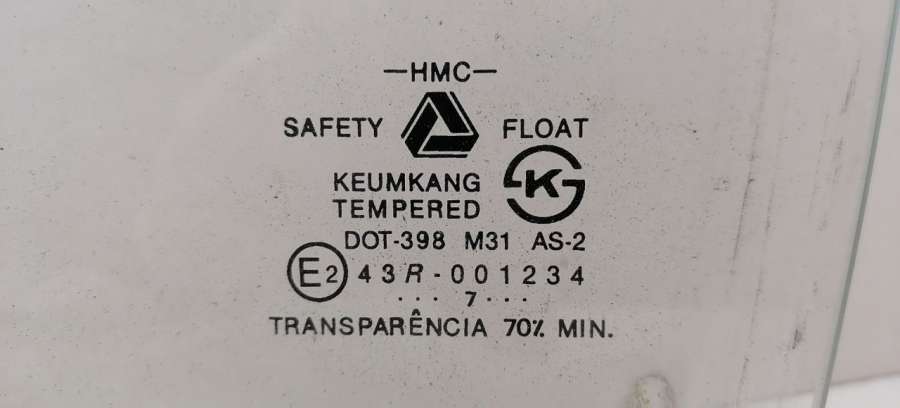 —HMC—
SAFETY FLOAT
KEUMKANG K
TEMPERED
DOT-398 M31 AS-2
E2 43R-001234
... 7...
TRANSPARÊNCIA 70% MIN.